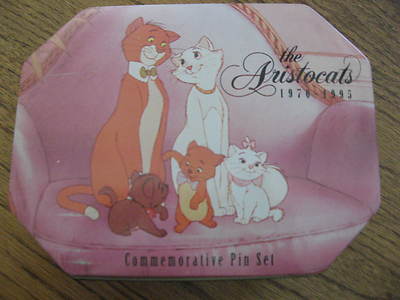 the
Aristocats
1970-1995
Commemorative Pin Set